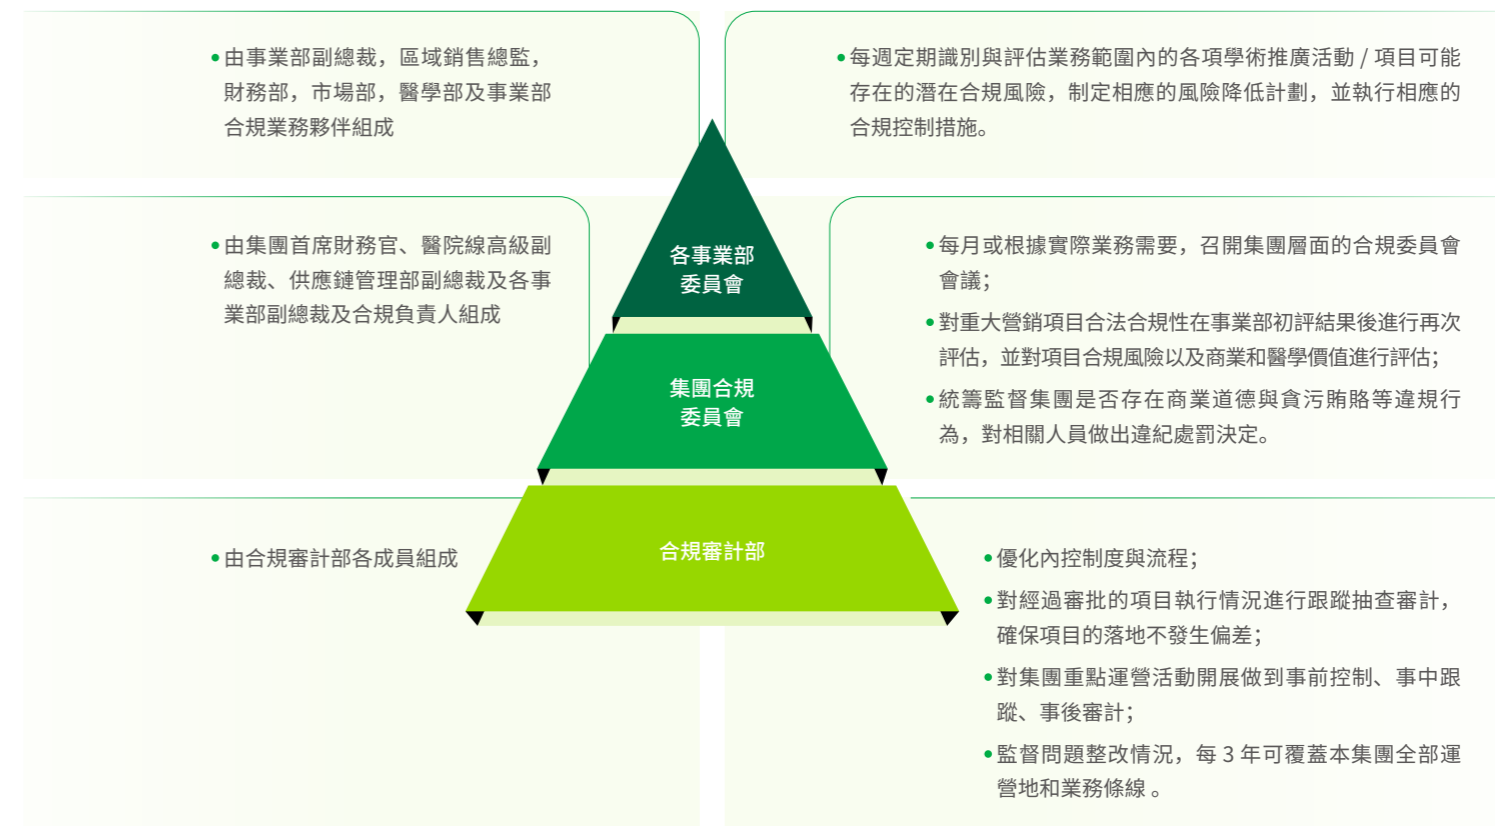 •由事業部副總裁，區域銷售總監，
財務部，市場部，醫學部及事業部
合規業務夥伴組成
各事業部
委員會
•每週定期識別與評估業務範圍內的各項學術推廣活動 / 項目可能
存在的潛在合規風險，制定相應的風險降低計劃，並執行相應的
合規控制措施。
•由集團首席財務官、醫院線高級副
總裁、供應鏈管理部副總裁及各事
業部副總裁及合規負責人組成
集團合規
委員會
•每月或根據實際業務需要，召開集團層面的合規委員會
會議；
•對重大營銷項目合法合規性在事業部初評結果後進行再次
評估，並對項目合規風險以及商業和醫學價值進行評估；
•統籌監督集團是否存在商業道德與貪污賄賂等違規行
為，對相關人員做出違紀處罰決定。
•由合規審計部各成員組成
合規審計部
•優化內控制度與流程；
•對經過審批的項目執行情況進行跟蹤抽查審計，
確保項目的落地不發生偏差；
•對集團重點運營活動開展做到事前控制、事中跟
蹤、事後審計；
•監督問題整改情況，每 3 年可覆蓋本集團全部運
營地和業務條線 。